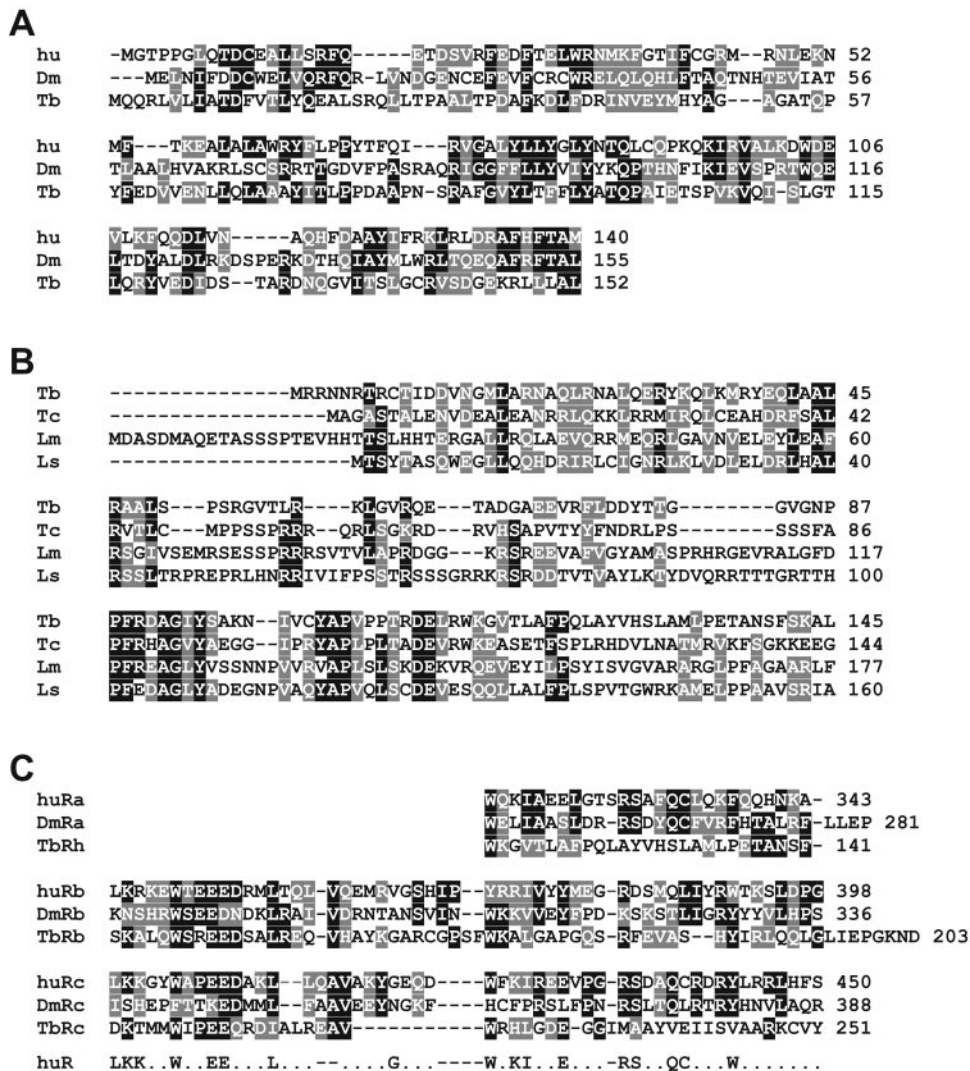 A
hu --MGTPPGLQTDCEALLSRFQ-----ETDSVRFEDFTELWRNMKFGTIFCGRM--RNLEKN 52
Dm ---MELNIFDDCWELVQRFQR-LVNDGENCEFEVFCRCWRELQLQHLFTAQTNHTEVIAT 56
Tb MQQRLVLIATDFVTLYQEALSRQLLTPAALTPDAFKDLFDRINVEYMHYAG---AGATQP 57
hu MF---TKEALALAWRYFLPPYTFQI----RVGALYLLYGLYNTQLCQPKQKIRVALKDWDE 106
Dm TLAALHVAKRLSCSRRTTGDVFPASRAQRIGGFFLLYVIYYKQPTHNFIKIEVSPRTWQE 116
Tb YFEDVVENLLQLAAAYITLPPDAAPN-SRAFGVYLTFFLYATQPAIETSPVKVQI-SLGT 115
hu VLKFQQDLVN-----AQHFDAAYIFRKLRLDRAFHFTAM 140
Dm LTDYALDLRKDSPERKDTHQIAYMLWRLTQEQAFRFTAL 155
Tb LQRYVEDIDS--TARDNQGVITSLGCRVSDGEKRLLLAL 152
B
Tb ---------------MRRNNRTRCTIDDVNGMLARNAQLRNALQERYKQLKMRYEQLAAL 45
Tc ------------------MAGASTALENVDEALEANRRLQKKLRRMIRQLCEAHDRFSAL 42
Lm MDASDMAQETASSSPTEVHHTTSLHHTERGALLRQLAEVQRRMEQRLGAVNVELEYLEAF 60
Ls --------------------MTSYTASQWEGLLQQHDRIRLCIGNRLKLVDLELDRLHAL 40
Tb RAALS---PSRGVTLR---KLGVRQE---TADGAEEVRFLDDYTTG--------GVGNP 87
Tc RVTLC---MPPSSPRRR--QRLSGKRD--RVHSAPVTYYFNDRLPS--------SSSFA 86
Lm RSGIVSEMRSESSPRRRSVTVLAPRDGG---KRSREEVAFVGYAMASPRHRGEVRALGFD 117
Ls RSSLTRPREPRLHNRRIVIFPSSTRSSSGRRKRSRDDTVTVAYLKTYDVQRRTTTGRTTH 100
Tb PFRDAGIYSAKN--IVCYAPVPPTRDELRWKGVTLAFPQLAYVHSLAMLPETANSFSKAL 145
Tc PFRHAGVYAEGG--IPRYAPLPLTADEVRWKEASETFSPLRHDVLNATMRVKFSGKKEEG 144
Lm PFREAGLYVSSNNPVVRVAPLSLSKDEKVRQEVEYILPSYISVGVARARGLPFAGAARLF 177
Ls PFEDAGLYADEGNPVAQYAPVQLSCDEVESQQLLALFPLSPVTGWRKAMELPPAAVSRIA 160
C
huRa WQKIAEELGTSRSAFQCLQKFQQHNKA- 343
DmRa WELIAASLDR-RSDYQCFVRFHTALRF-LLEP 281
TbRh WKGVTLAFPQLAYVHSLAMLPETANSF- 141
huRb LKRKEWTEEEDRMLTQL-VQEMRVGSHIP-YRRIVYYMEG-RDSMQLIYRWTKSLDPG 398
DmRb KNSHRWSEEDNDKLRAI-VDRNTANSVIN-WKKVVEYFPD-KSKSTLIGRYYYVLHPS 336
TbRb SKALQWSREEDSALREQ-VHAYKGARCGPSFWKALGAPGQS-RFEVAS--HYIRLQQLGLIEPGKND 203
huRc LKKGYWAPEEDAKL--LQAVAKYGEQD----WFKIREEVPG-RSDAQCRDRYLRRLHFS 450
DmRc ISHEPFTTKEDMML--FAAVEEYNGKF----HCFPRSLFPN-RSLTQLRTRYHNVLAQR 388
TbRc DKTMMWIPEEQRDIALREAV-----------WRHLGDE-GGIMAAYVEIISVAARKCVY 251
huR LKK..W..EE...L...--....G....-----W.KI..E...RS..QC...W.......